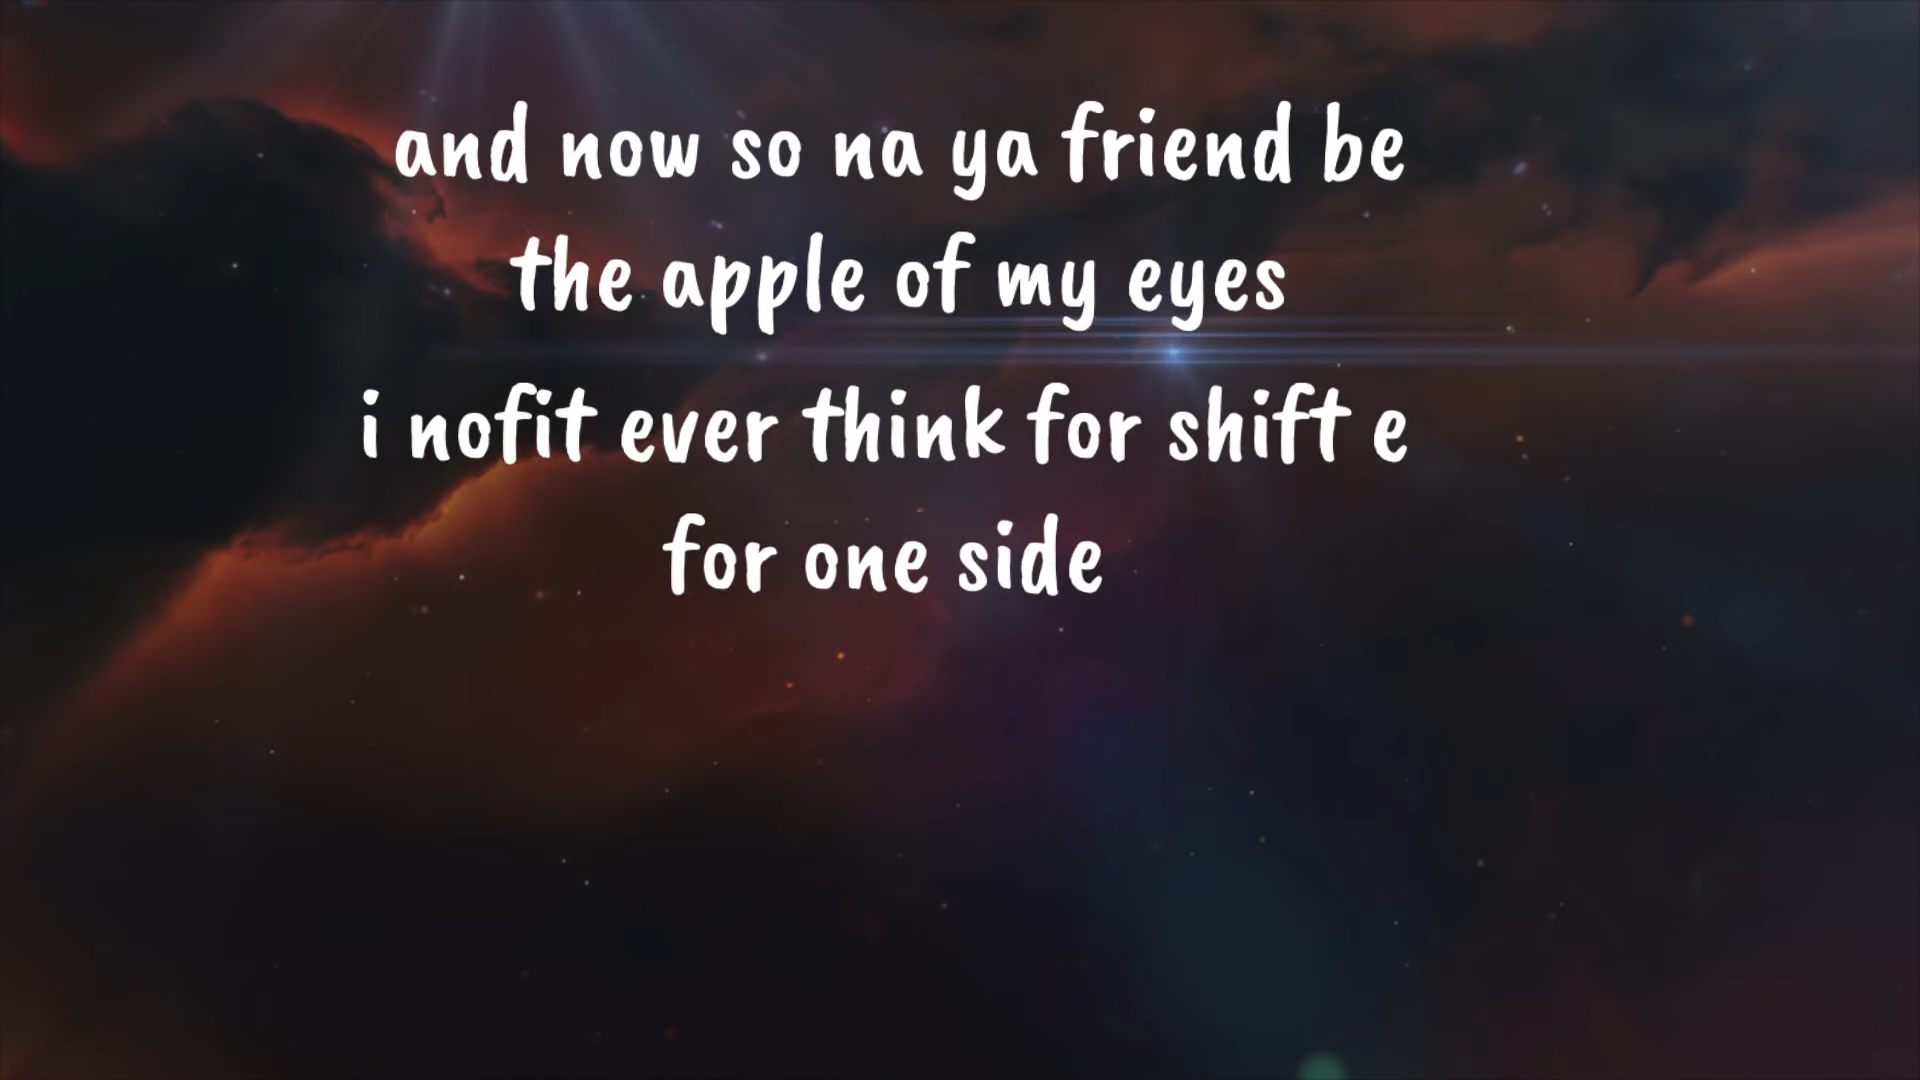 and now so na ya friend be
the apple of my eyes
i nofit ever think for shift e
for one side